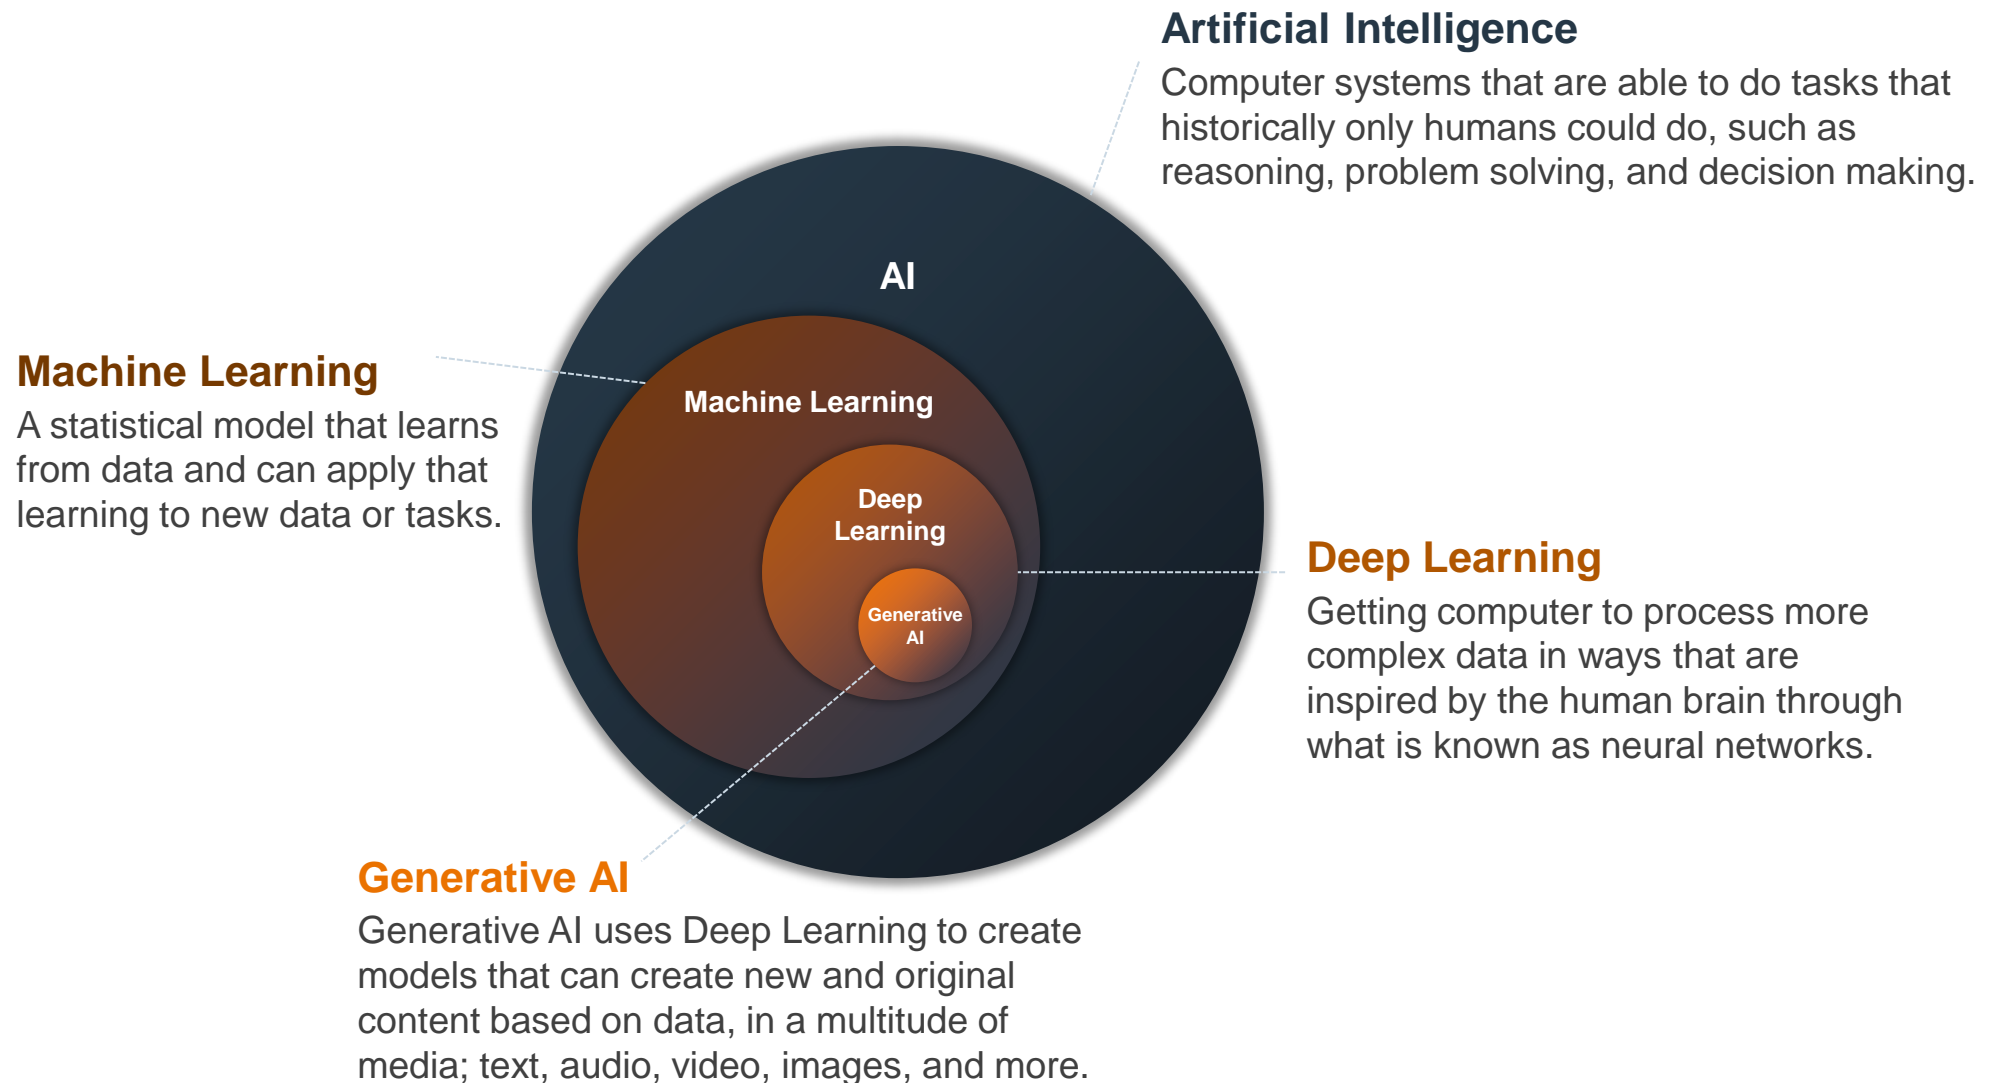 Artificial Intelligence
Computer systems that are able to do tasks that
historically only humans could do, such as
reasoning, problem solving, and decision making.
AI
Machine Learning
A statistical model that learns
from data and can apply that
learning to new data or tasks.
Machine Learning
Deep
Learning
Generative
AI
Deep Learning
Getting computer to process more
complex data in ways that are
inspired by the human brain through
what is known as neural networks.
Generative AI
Generative AI uses Deep Learning to create
models that can create new and original
content based on data, in a multitude of
media; text, audio, video, images, and more.